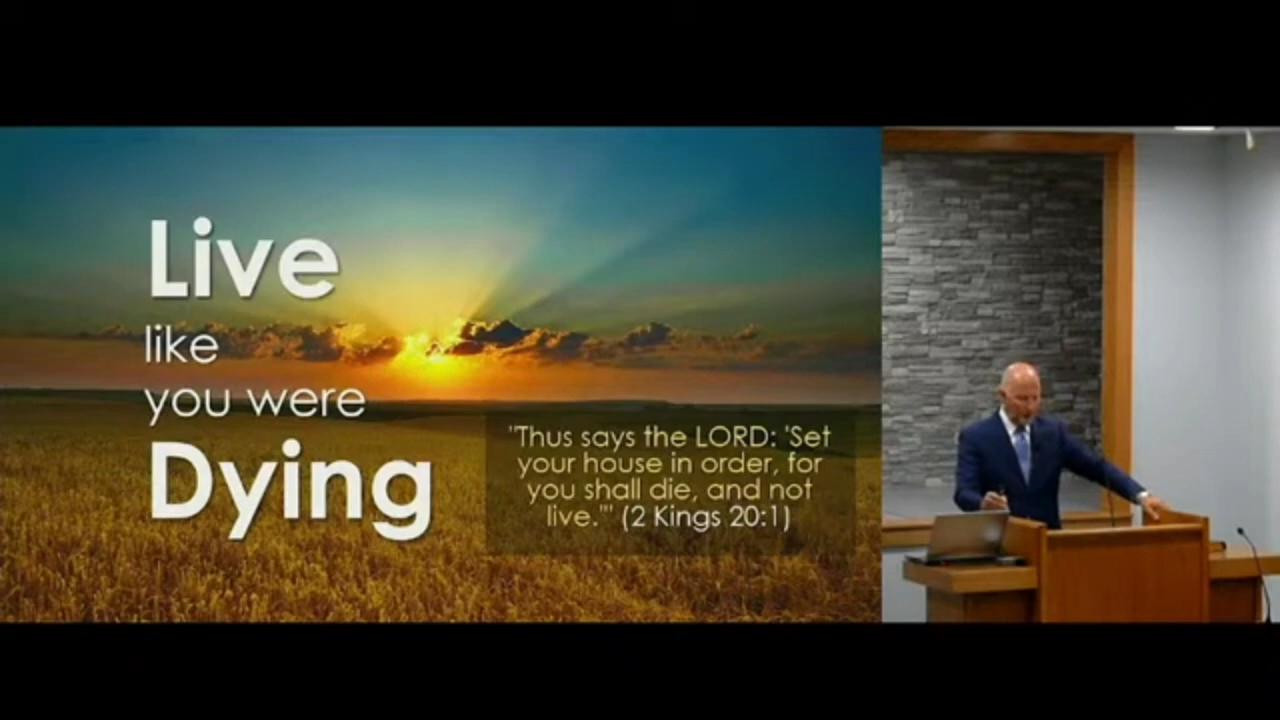 Live
like
you were
Dying
"Thus says the LORD: 'Set
your house in order, for
you shall die, and not
live.'" (2 Kings 20:1)